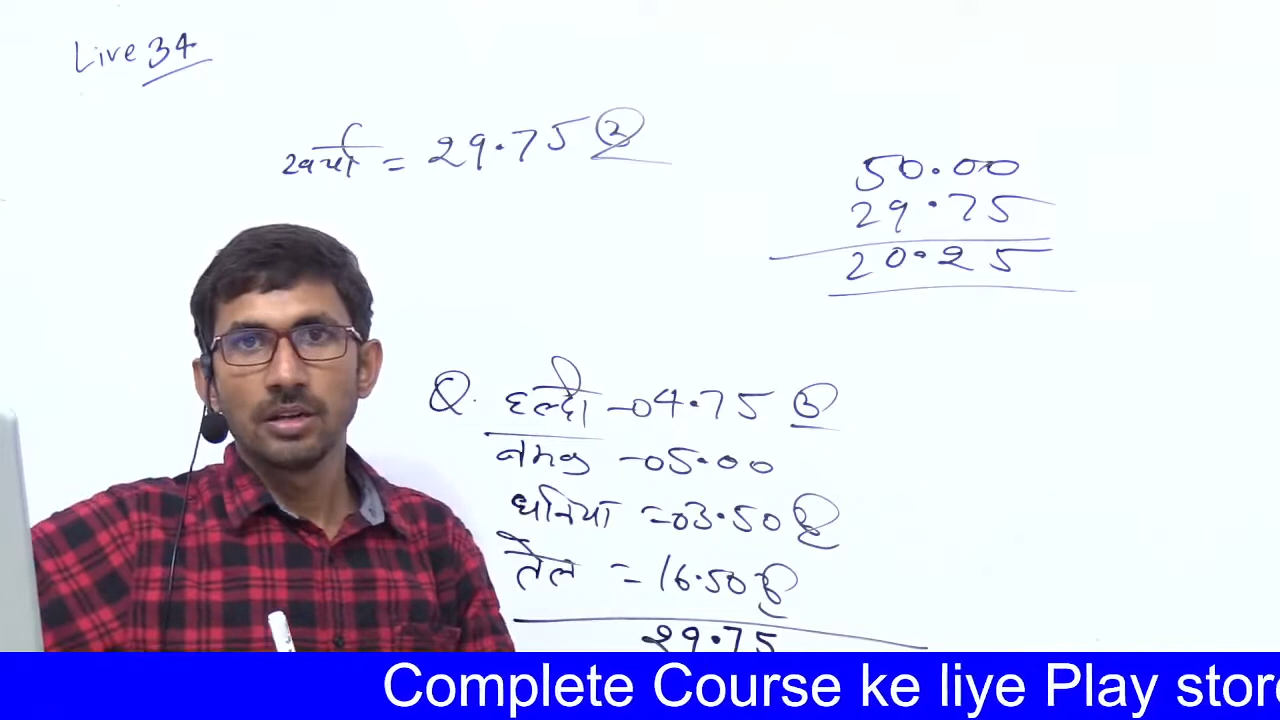 Live 34
खर्चा = 29.75 रु
50.00
29.75
20.25
Q. हल्दी -04.75 रु
नमक -05.00
धनिया =03.50 रु
तेल = 16.50 रु
29.75
Complete Course ke liye Play store